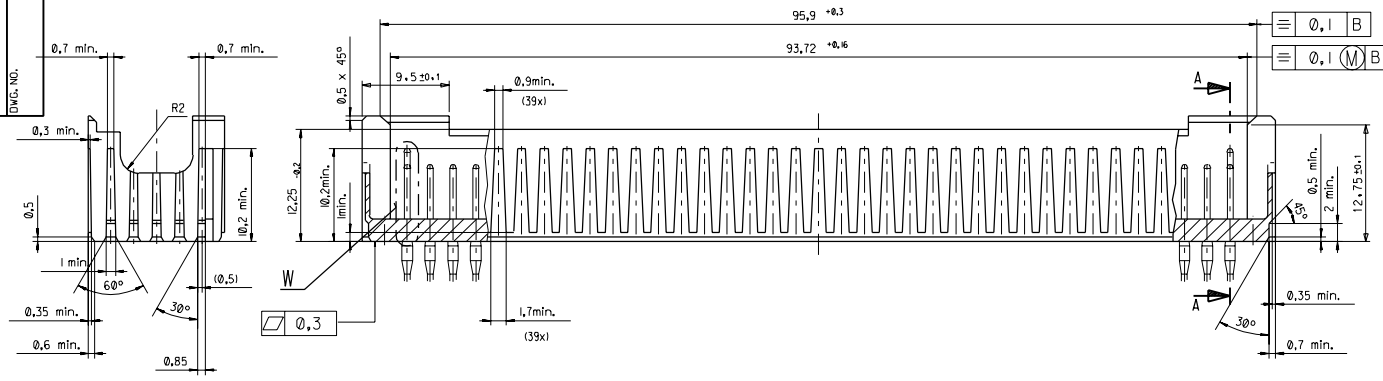 DWG. NO.
0,7 min.
0,7 min.
R2
0,3 min.
0,5
10,2 min.
1 min.
60°
(0,5)
30°
0,35 min.
0,6 min.
0,85
95,9 +0,3
⌯ 0,1 B
93,72 +0,16
⌯ 0,1 Ⓜ B
0,5 x 45°
9,5±0,1
0,9min.
(39x)
A
12,25 -0,2
10,2min.
1min.
0,5 min.
2 min.
12,75±0,1
45°
W
⏥ 0,3
1,7min.
(39x)
A
0,35 min.
30°
0,7 min.